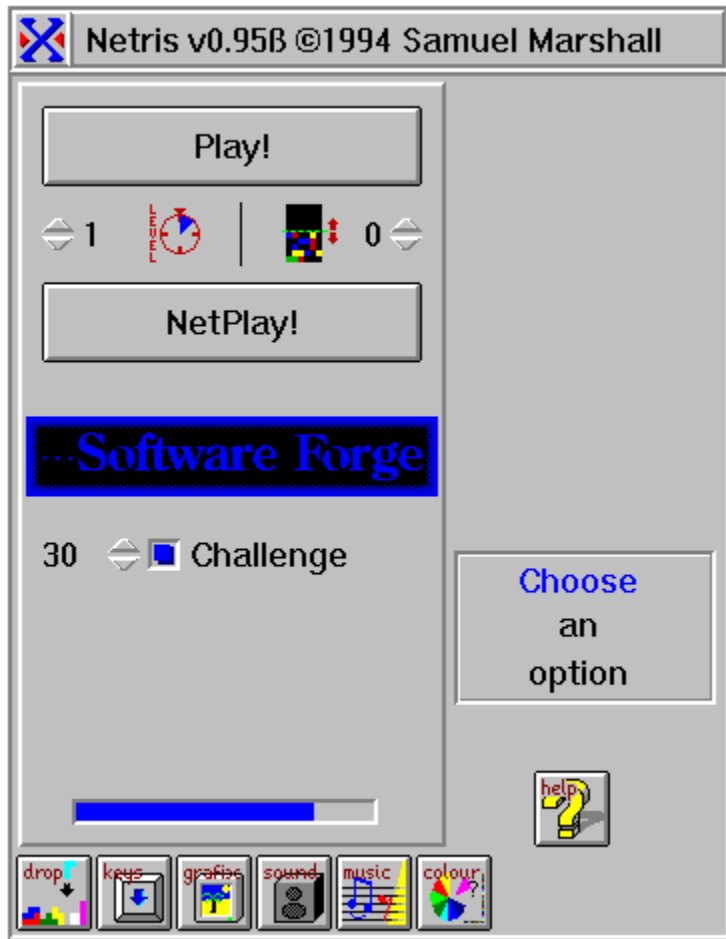 Netris v0.95ß ©1994 Samuel Marshall
Play!
1 LEVEL 0
NetPlay!
...Software Forge
30 Challenge
Choose
an
option
help
drop keys grafixs sound music colour